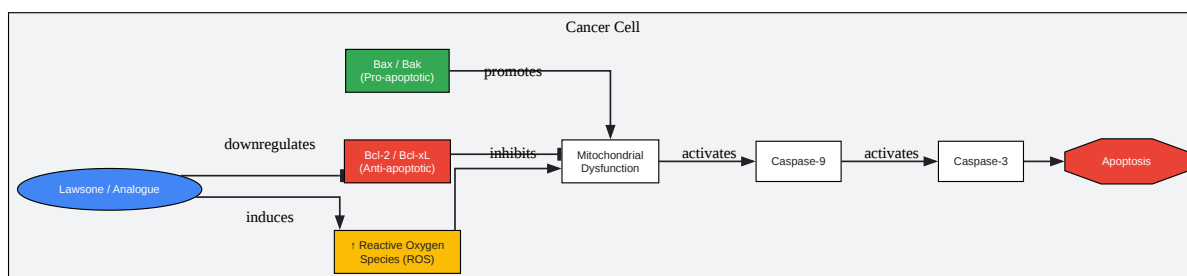 Cancer Cell
Bax / Bak
(Pro-apoptotic)
promotes
downregulates
Bcl-2 / Bcl-xL
(Anti-apoptotic)
inhibits
Mitochondrial
Dysfunction
activates
Caspase-9
activates
Caspase-3
Apoptosis
Lawsone / Analogue
induces
↑ Reactive Oxygen
Species (ROS)